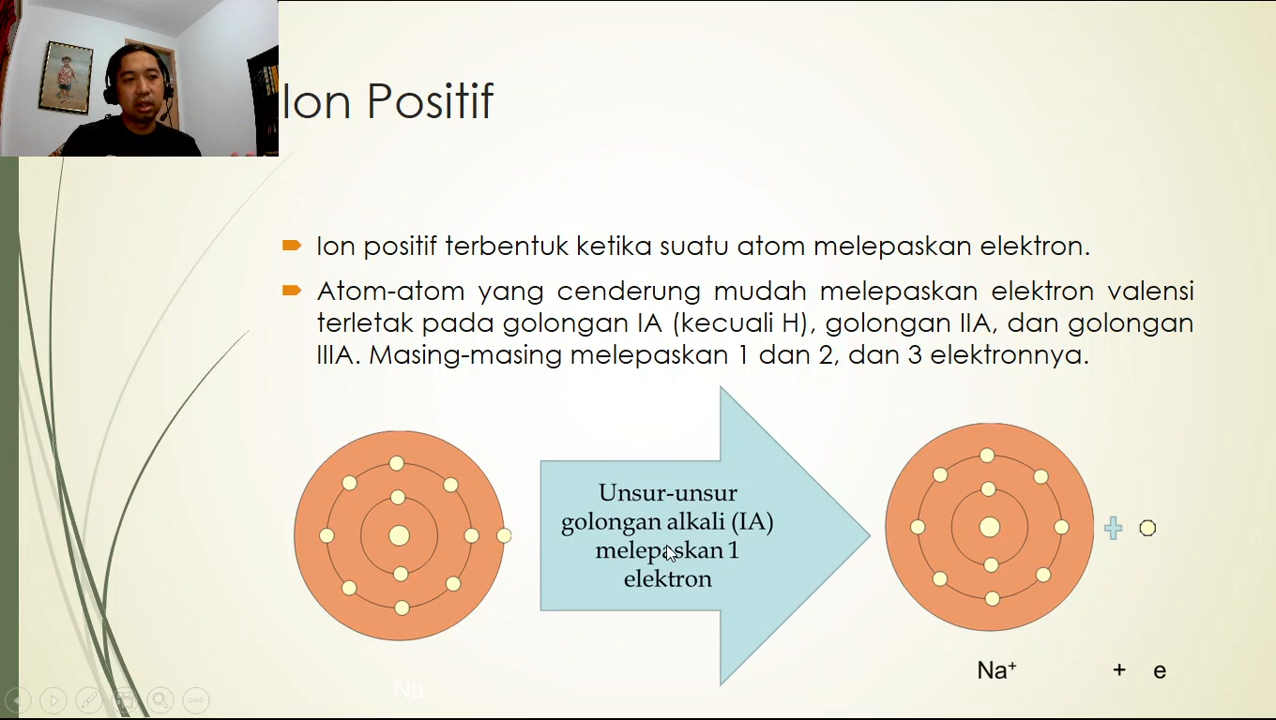 Ion Positif
Ion positif terbentuk ketika suatu atom melepaskan elektron.
Atom-atom yang cenderung mudah melepaskan elektron valensi
terletak pada golongan IA (kecuali H), golongan IIA, dan golongan
IIIA. Masing-masing melepaskan 1 dan 2, dan 3 elektronnya.
Unsur-unsur
golongan alkali (IA)
melepaskan 1
elektron
Na
Na⁺ + e